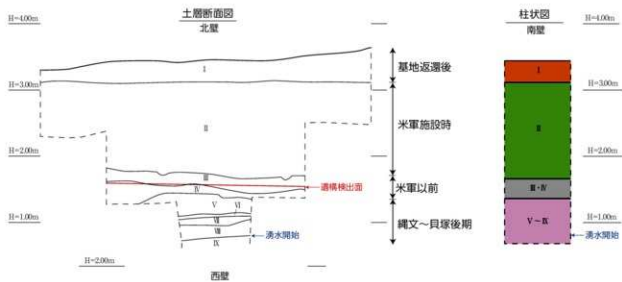 土層断面図
北壁
柱状図
南壁
H=4.00m
H=4.00m
基地返還後
I
I
H=3.00m
H=3.00m
米軍施設時
II
II
H=2.00m
H=2.00m
III
遺構検出面
IV
米軍以前
III・IV
V
VI
H=1.00m
縄文～貝塚後期
V～IX
H=1.00m
VII
VIII
湧水開始
湧水開始
IX
H=2.00m
西壁